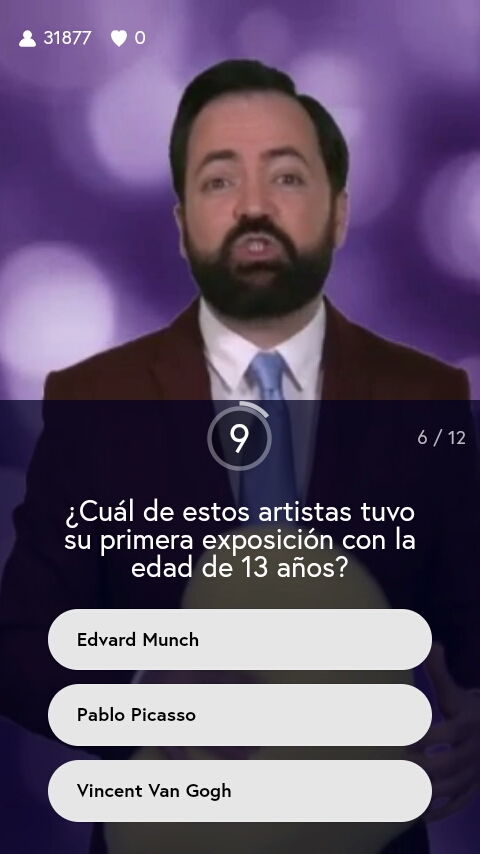 31877 0
9
6 / 12
¿Cuál de estos artistas tuvo
su primera exposición con la
edad de 13 años?
Edvard Munch
Pablo Picasso
Vincent Van Gogh